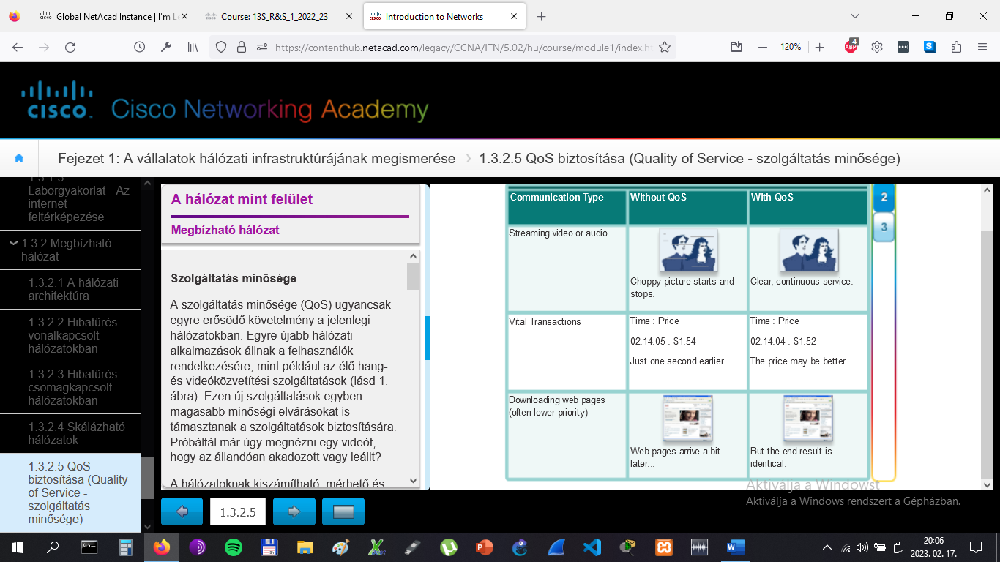 Global NetAcad Instance | I'm Le
Course: 13S_R&S_1_2022_23
Introduction to Networks
https://contenthub.netacad.com/legacy/CCNA/ITN/5.02/hu/course/module1/index.ht
120%
ABP
4
S
CISCO
Cisco Networking Academy
Fejezet 1: A vállalatok hálózati infrastruktúrájának megismerése
1.3.2.5 QoS biztosítása (Quality of Service - szolgáltatás minősége)
1.3.1.3
Laborgyakorlat - Az
internet
feltérképezése
1.3.2 Megbízható
hálózat
1.3.2.1 A hálózati
architektúra
1.3.2.2 Hibatűrés
vonalkapcsolt
hálózatokban
1.3.2.3 Hibatűrés
csomagkapcsolt
hálózatokban
1.3.2.4 Skálázható
hálózatok
1.3.2.5 QoS
biztosítása (Quality
of Service -
szolgáltatás
minősége)
A hálózat mint felület
Megbízható hálózat
Szolgáltatás minősége
A szolgáltatás minősége (QoS) ugyancsak
egyre erősödő követelmény a jelenlegi
hálózatokban. Egyre újabb hálózati
alkalmazások állnak a felhasználók
rendelkezésére, mint például az élő hang-
és videóközvetítési szolgáltatások (lásd 1.
ábra). Ezen új szolgáltatások egyben
magasabb minőségi elvárásokat is
támasztanak a szolgáltatások biztosítására.
Próbáltál már úgy megnézni egy videót,
hogy az állandóan akadozott vagy leállt?
A hálózatoknak kiszámítható, mérhető és
1.3.2.5
Communication Type
Without QoS
With QoS
Streaming video or audio
Choppy picture starts and
stops.
Clear, continuous service.
Vital Transactions
Time : Price
02:14:05 : $1.54
Just one second earlier...
Time : Price
02:14:04 : $1.52
The price may be better.
Downloading web pages
(often lower priority)
Web pages arrive a bit
later...
But the end result is
identical.
2
3
Aktiválja a Windowst
Aktiválja a Windows rendszert a Gépházban.
20:06
2023. 02. 17.